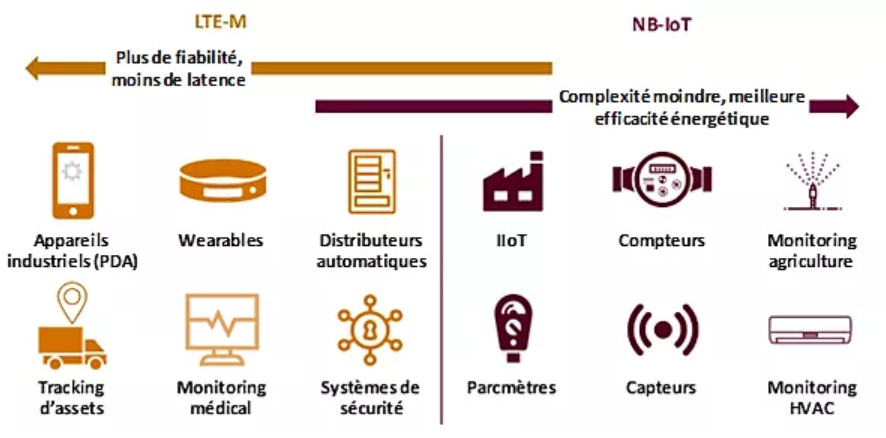 LTE-M
NB-IoT
Plus de fiabilité,
moins de latence
Complexité moindre, meilleure
efficacité énergétique
Appareils
industriels (PDA)
Wearables
Distributeurs
automatiques
IIoT
Compteurs
Monitoring
agriculture
Tracking
d'assets
Monitoring
médical
Systèmes de
sécurité
Parcmètres
Capteurs
Monitoring
HVAC